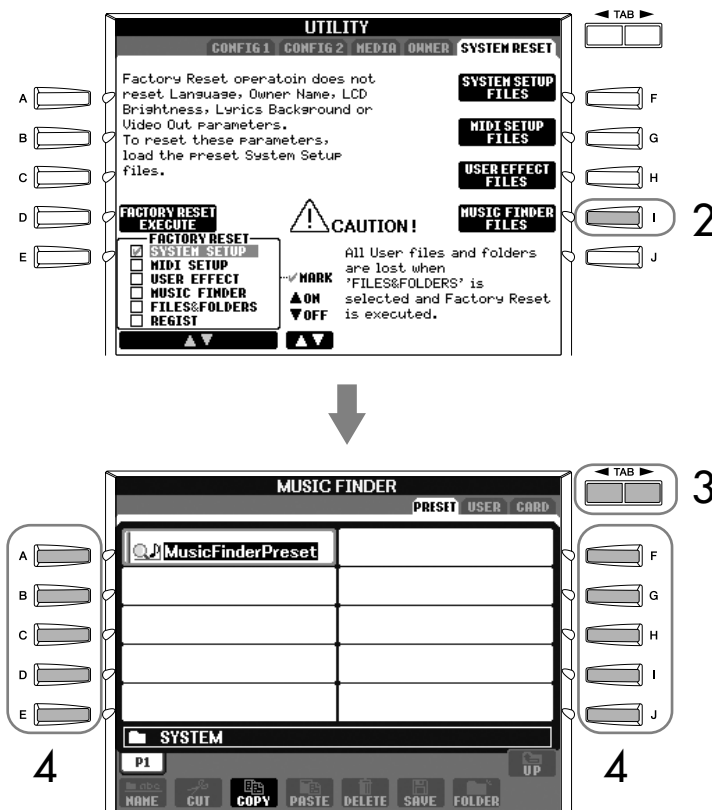 UTILITY
◀ TAB ▶
CONFIG 1 CONFIG 2 MEDIA OWNER SYSTEM RESET
Factory Reset operatoin does not
reset Language, Owner Name, LCD
Brightness, Lyrics Background or
Video Out parameters.
To reset these parameters,
load the preset System Setup
files.
SYSTEM SETUP
FILES
MIDI SETUP
FILES
USER EFFECT
FILES
MUSIC FINDER
FILES
A
B
C
D
E
F
G
H
I
J
2
FACTORY RESET
EXECUTE
FACTORY RESET
SYSTEM SETUP
MIDI SETUP
USER EFFECT
MUSIC FINDER
FILES&FOLDERS
REGIST
MARK
▲ON
▼OFF
▲▼
▲▼
CAUTION!
All User files and folders
are lost when
'FILES&FOLDERS' is
selected and Factory Reset
is executed.
MUSIC FINDER
◀ TAB ▶
3
PRESET USER CARD
MusicFinderPreset
A
B
C
D
E
F
G
H
I
J
SYSTEM
P1
UP
4
4
NAME CUT COPY PASTE DELETE SAVE FOLDER